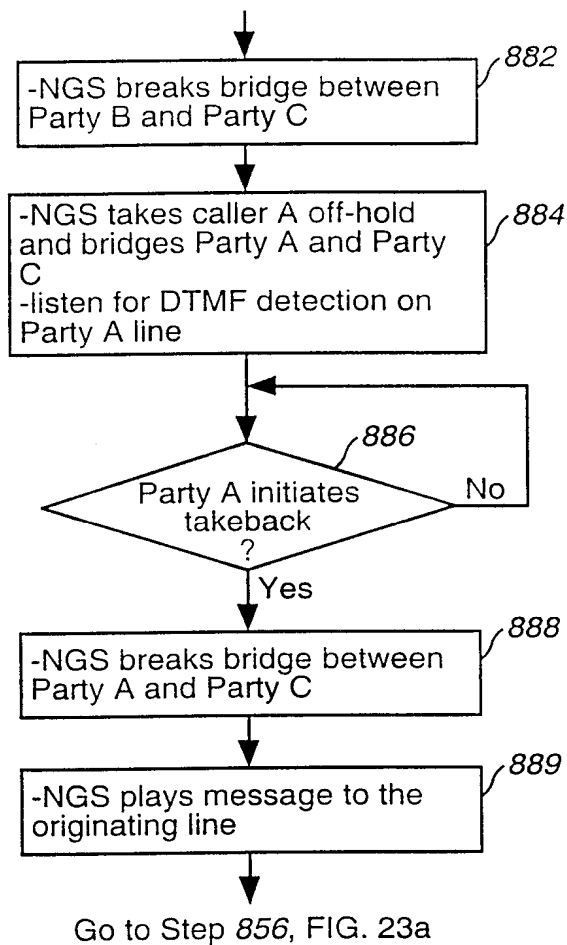 882
-NGS breaks bridge between
Party B and Party C
884
-NGS takes caller A off-hold
and bridges Party A and Party
C
-listen for DTMF detection on
Party A line
886
Party A initiates
takeback
?
No
Yes
888
-NGS breaks bridge between
Party A and Party C
889
-NGS plays message to the
originating line
Go to Step 856, FIG. 23a